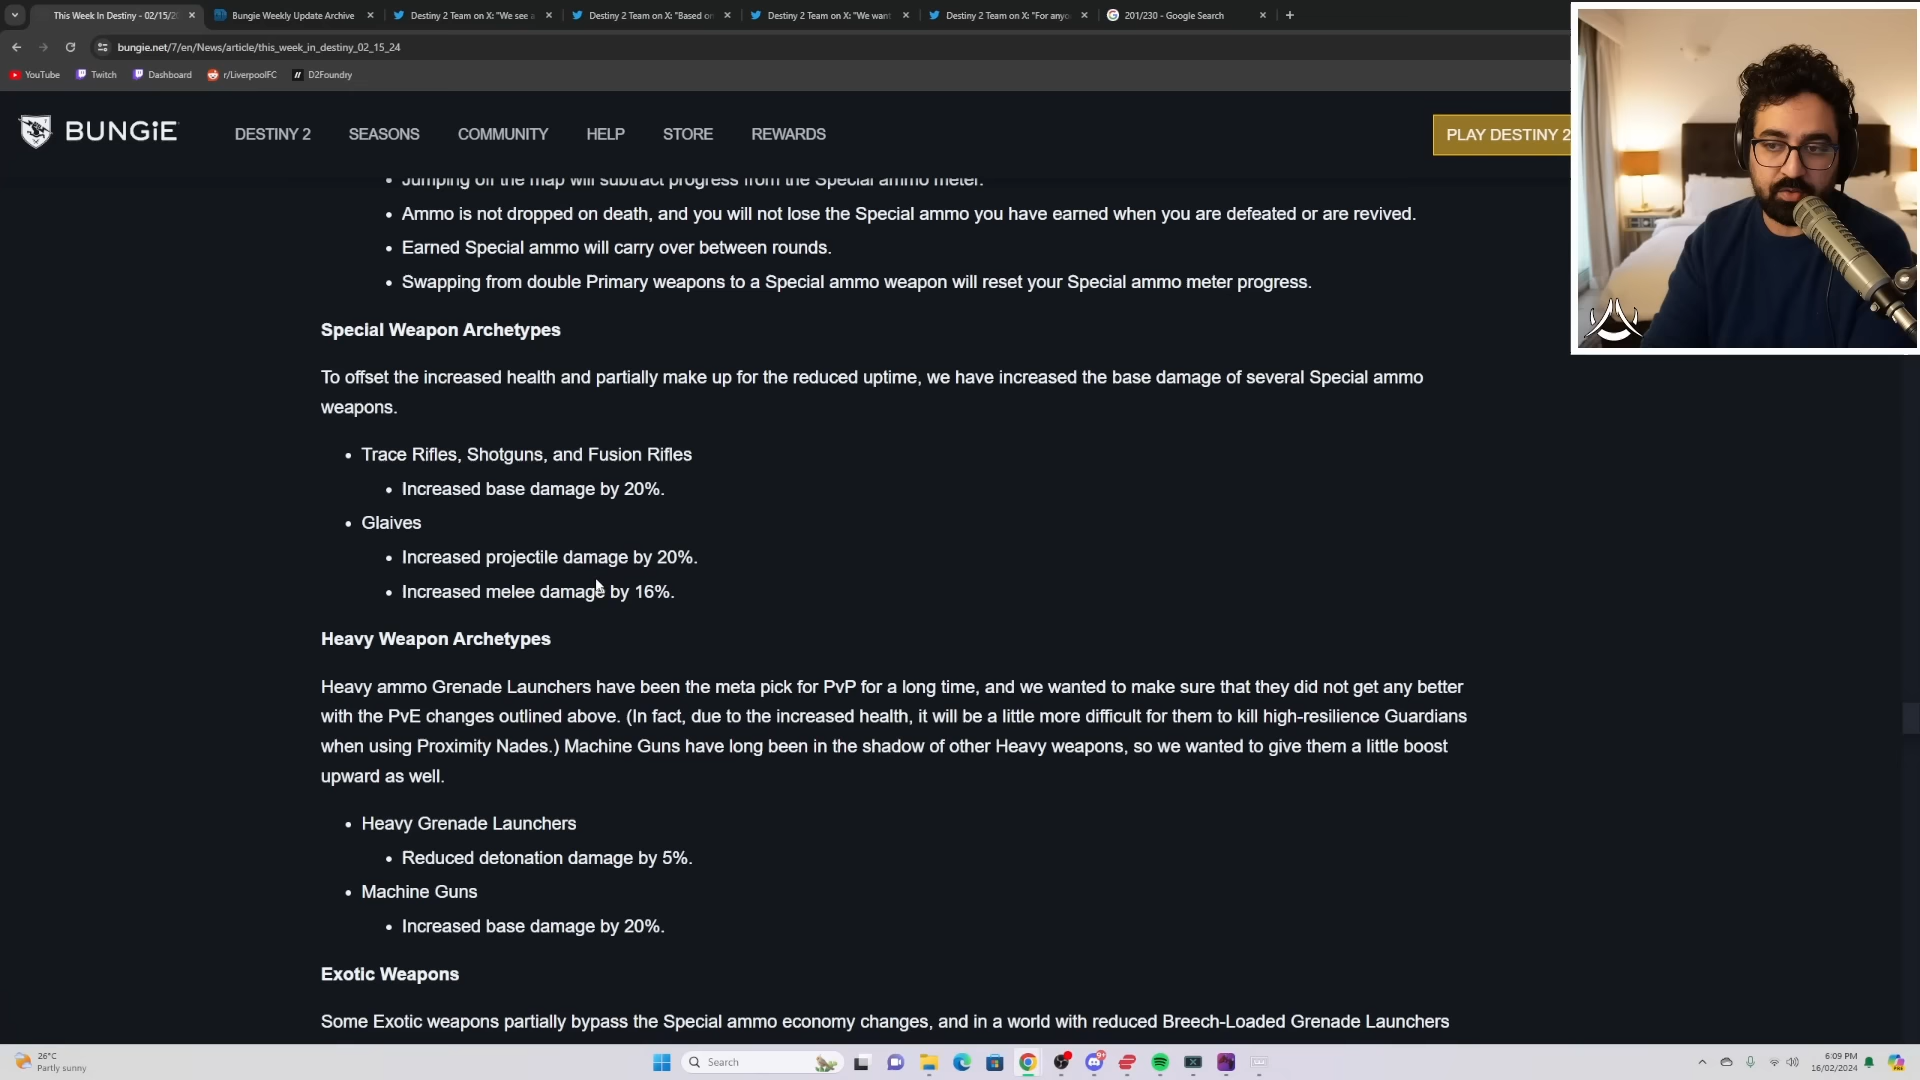 This Week In Destiny - 02/15/2
Bungie Weekly Update Archive
Destiny 2 Team on X: "We see a
Destiny 2 Team on X: "Based on
Destiny 2 Team on X: "We want
Destiny 2 Team on X: "For anyo
201/230 - Google Search
bungie.net/7/en/News/article/this_week_in_destiny_02_15_24
YouTube
Twitch
Dashboard
r/LiverpoolFC
D2Foundry
BUNGiE
DESTINY 2
SEASONS
COMMUNITY
HELP
STORE
REWARDS
PLAY DESTINY 2
Jumping off the map will subtract progress from the Special ammo meter.
Ammo is not dropped on death, and you will not lose the Special ammo you have earned when you are defeated or are revived.
Earned Special ammo will carry over between rounds.
Swapping from double Primary weapons to a Special ammo weapon will reset your Special ammo meter progress.
Special Weapon Archetypes
To offset the increased health and partially make up for the reduced uptime, we have increased the base damage of several Special ammo
weapons.
Trace Rifles, Shotguns, and Fusion Rifles
Increased base damage by 20%.
Glaives
Increased projectile damage by 20%.
Increased melee damage by 16%.
Heavy Weapon Archetypes
Heavy ammo Grenade Launchers have been the meta pick for PvP for a long time, and we wanted to make sure that they did not get any better
with the PvE changes outlined above. (In fact, due to the increased health, it will be a little more difficult for them to kill high-resilience Guardians
when using Proximity Nades.) Machine Guns have long been in the shadow of other Heavy weapons, so we wanted to give them a little boost
upward as well.
Heavy Grenade Launchers
Reduced detonation damage by 5%.
Machine Guns
Increased base damage by 20%.
Exotic Weapons
Some Exotic weapons partially bypass the Special ammo economy changes, and in a world with reduced Breech-Loaded Grenade Launchers
26°C
Partly sunny
Search
6:09 PM
16/02/2024